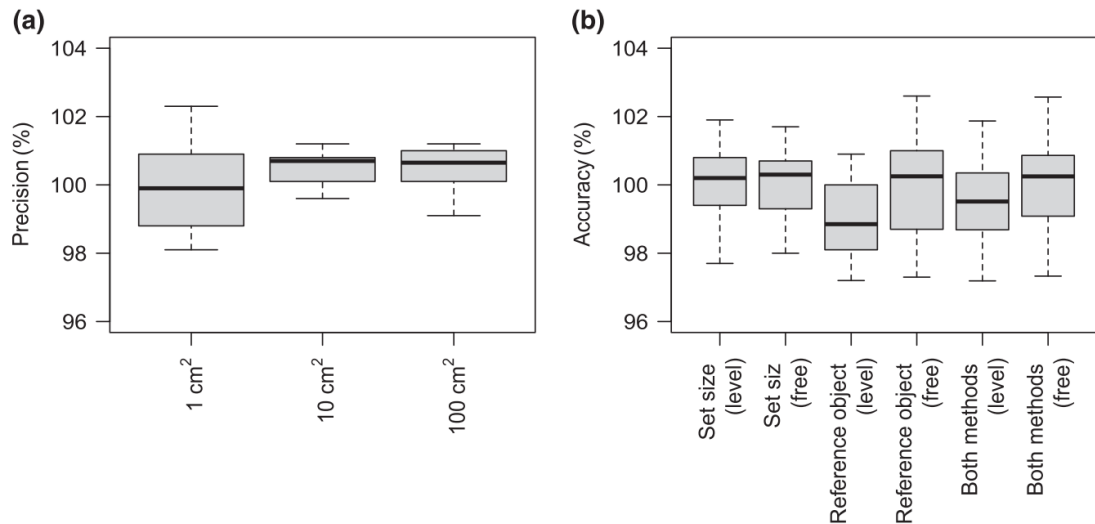 (a)
Precision (%)
104
102
100
98
96
1 cm²
10 cm²
100 cm²
(b)
Accuracy (%)
104
102
100
98
96
Set size
(level)
Set siz
(free)
Reference object
(level)
Reference object
(free)
Both methods
(level)
Both methods
(free)